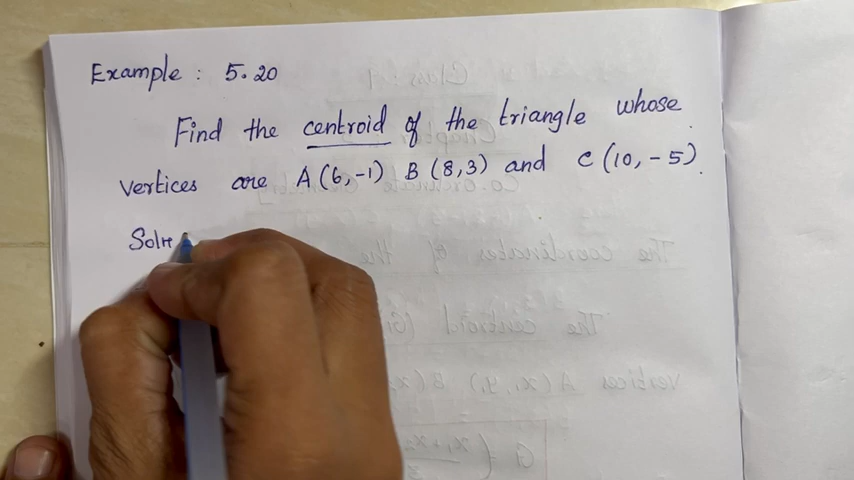 Example : 5.20
Find the centroid of the triangle whose
vertices are A(6,-1) B(8,3) and C(10,-5).
Soln